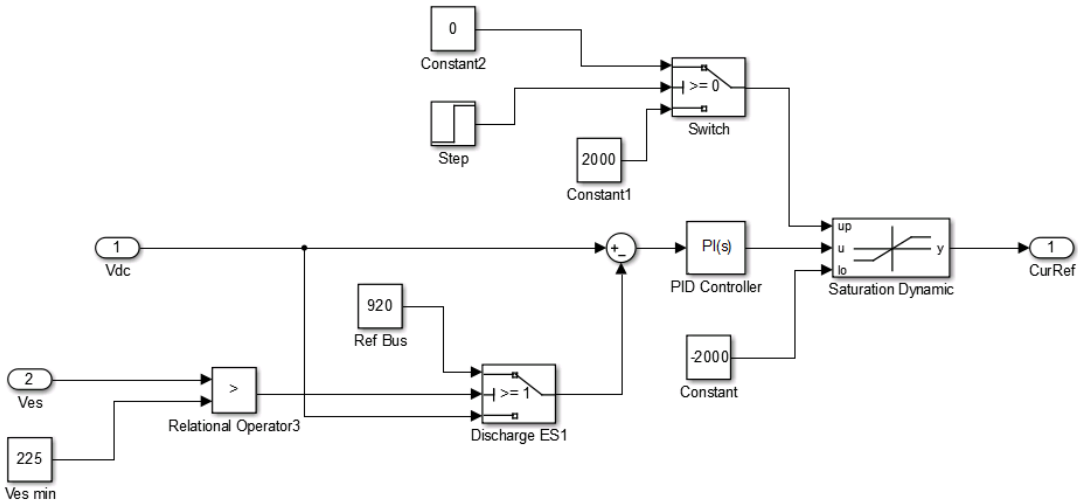 0
Constant2
>= 0
Switch
Step
2000
Constant1
1
Vdc
+
−
PI(s)
PID Controller
up
u
lo
y
Saturation Dynamic
1
CurRef
920
Ref Bus
-2000
Constant
2
Ves
>
Relational Operator3
>= 1
Discharge ES1
225
Ves min